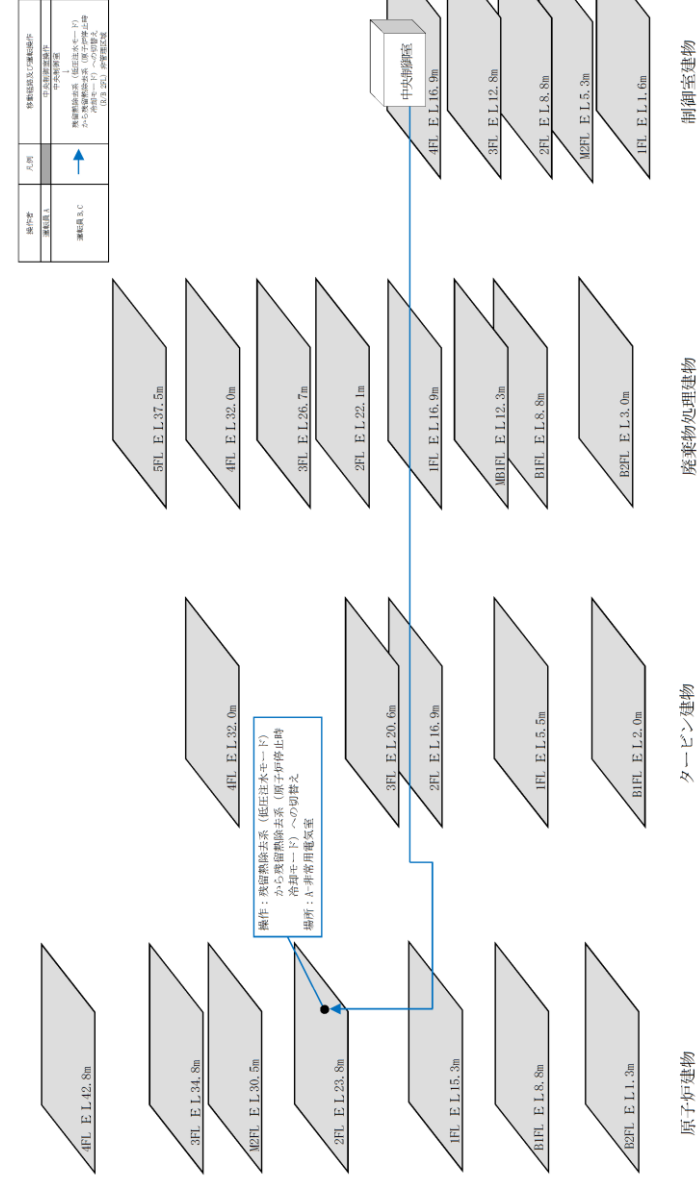 操作者
凡例
移動経路及び運転操作
運転員A
中央制御室操作
運転員B,C
中央制御室
↓
残留熱除去系（低圧注水モード）
から残留熱除去系（原子炉停止時
冷却モード）への切替え
(R/B 2FL) 非管理区域
原子炉建物
4FL EL42.8m
3FL EL34.8m
M2FL EL30.5m
2FL EL23.8m
1FL EL15.3m
B1FL EL8.8m
B2FL EL1.3m
操作：残留熱除去系（低圧注水モード）
から残留熱除去系（原子炉停止時
冷却モード）への切替え
場所：A-非常用電気室
タービン建物
4FL EL32.0m
3FL EL20.6m
2FL EL16.9m
1FL EL5.5m
B1FL EL2.0m
廃棄物処理建物
5FL EL37.5m
4FL EL32.0m
3FL EL26.7m
2FL EL22.1m
1FL EL16.9m
MB1FL EL12.3m
B1FL EL8.8m
B2FL EL3.0m
制御室建物
中央制御室
4FL EL16.9m
3FL EL12.8m
2FL EL8.8m
M2FL EL5.3m
1FL EL1.6m